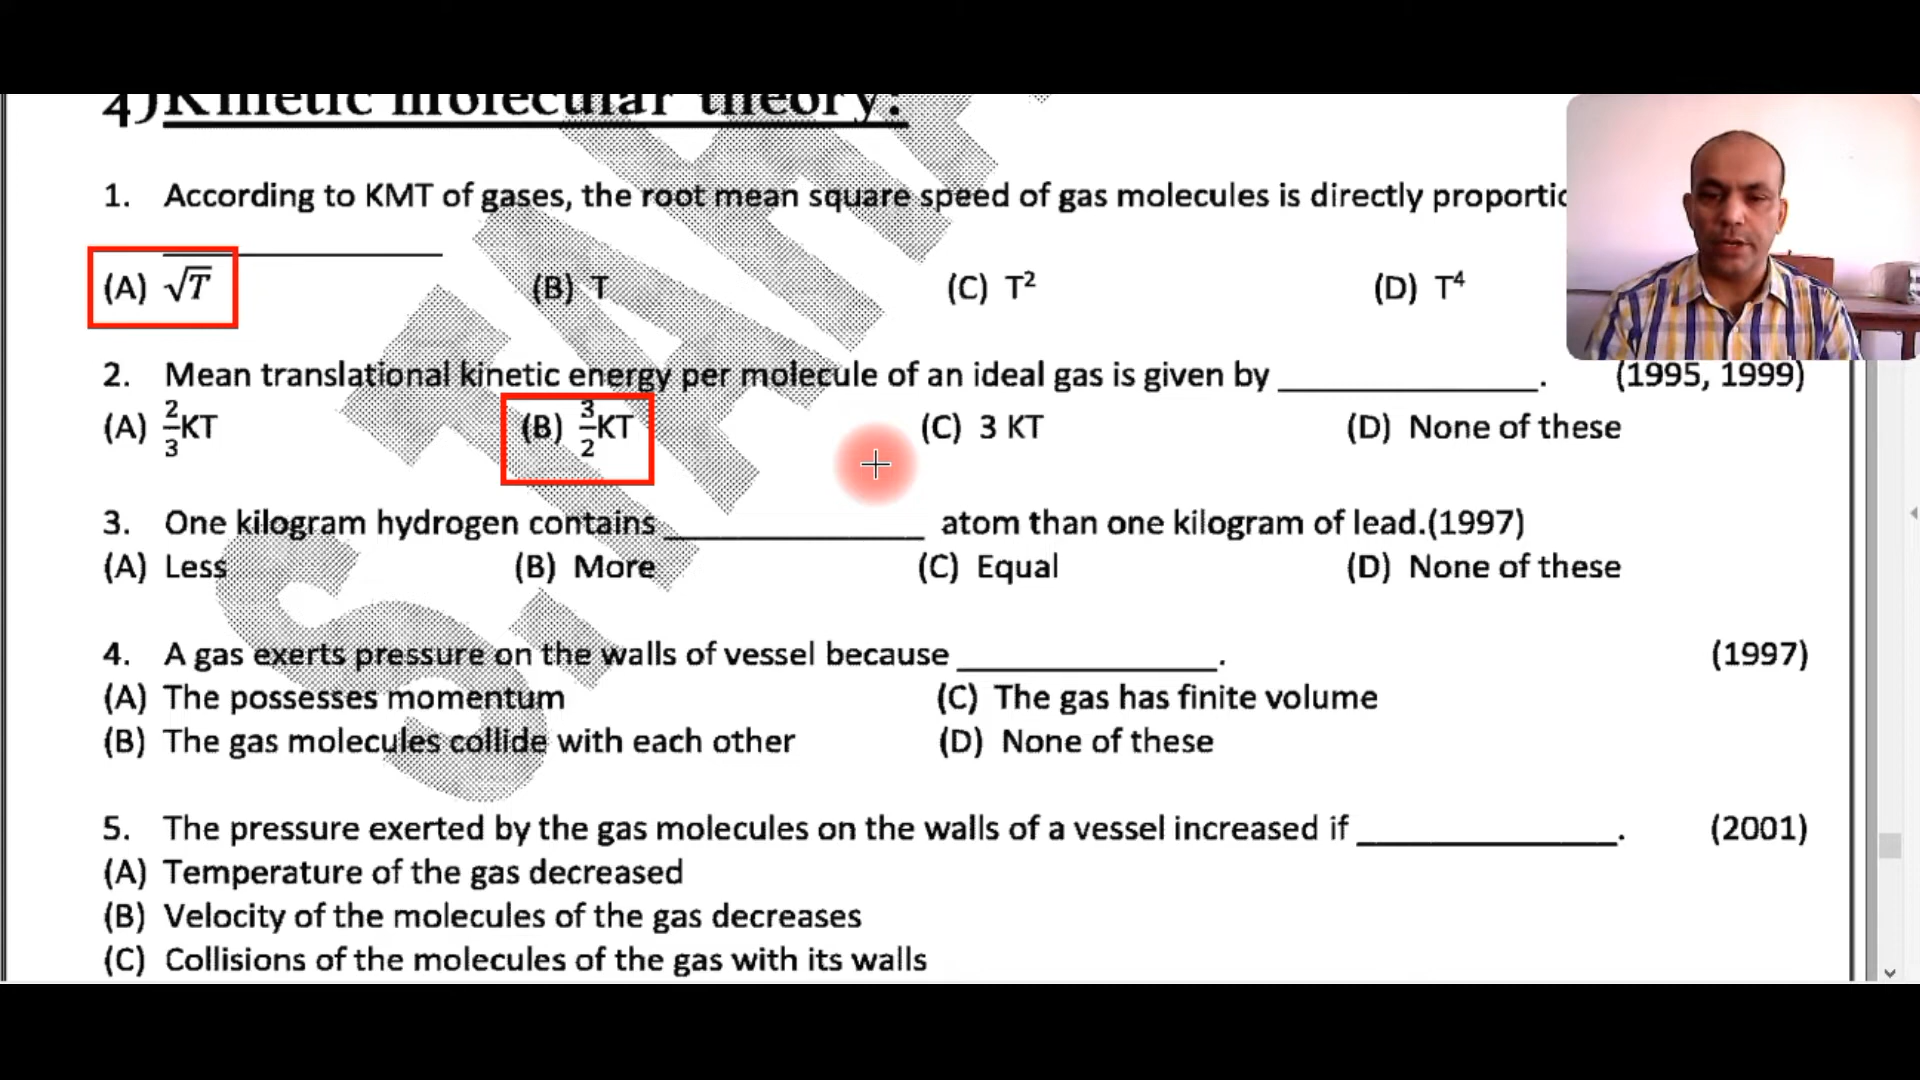 4) Kinetic molecular theory:
1. According to KMT of gases, the root mean square speed of gas molecules is directly
____________
(A) √T (B) T (C) T² (D) T⁴
2. Mean translational kinetic energy per molecule of an ideal gas is given by ____________. (1995, 1999)
(A) 2/3 KT (B) 3/2 KT (C) 3 KT (D) None of these
3. One kilogram hydrogen contains ____________ atom than one kilogram of lead.(1997)
(A) Less (B) More (C) Equal (D) None of these
4. A gas exerts pressure on the walls of vessel because ____________. (1997)
(A) The possesses momentum (C) The gas has finite volume
(B) The gas molecules collide with each other (D) None of these
5. The pressure exerted by the gas molecules on the walls of a vessel increased if ____________. (2001)
(A) Temperature of the gas decreased
(B) Velocity of the molecules of the gas decreases
(C) Collisions of the molecules of the gas with its walls